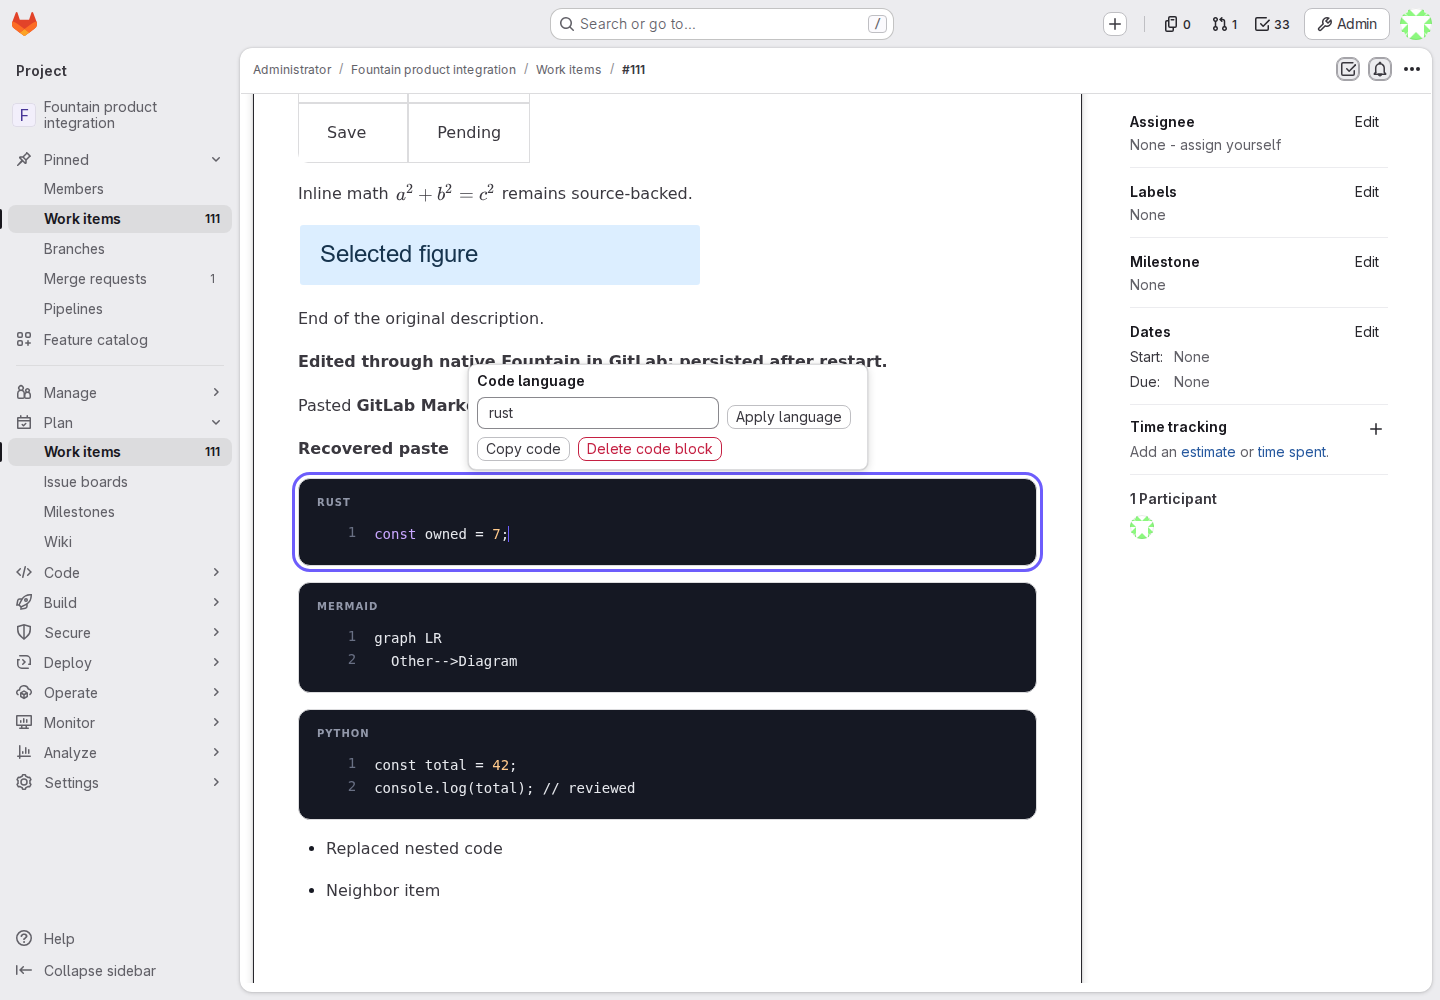 Search or go to...
/
0
1
33
Admin
Project
F
Fountain product integration
Pinned
Members
Work items 111
Branches
Merge requests 1
Pipelines
Feature catalog
Manage
Plan
Work items 111
Issue boards
Milestones
Wiki
Code
Build
Secure
Deploy
Operate
Monitor
Analyze
Settings
Help
Collapse sidebar
Administrator / Fountain product integration / Work items / #111
Save Pending
Inline math a² + b² = c² remains source-backed.
Selected figure
End of the original description.
Edited through native Fountain in GitLab; persisted after restart.
Pasted GitLab
Recovered paste
Code language
rust
Apply language
Copy code
Delete code block
RUST
1 const owned = 7;
MERMAID
1 graph LR
2 Other-->Diagram
PYTHON
1 const total = 42;
2 console.log(total); // reviewed
• Replaced nested code
• Neighbor item
Assignee Edit
None - assign yourself
Labels Edit
None
Milestone Edit
None
Dates Edit
Start: None
Due: None
Time tracking +
Add an estimate or time spent.
1 Participant